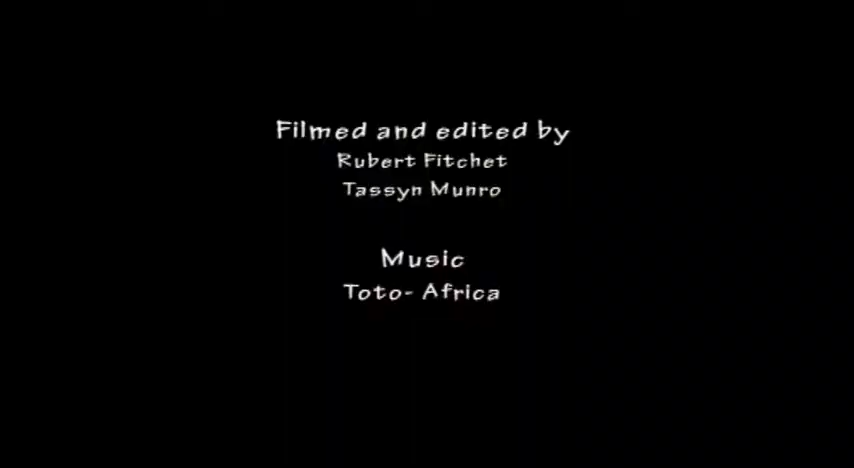 Filmed and edited by
Rubert Fitchet
Tassyn Munro
Music
Toto- Africa